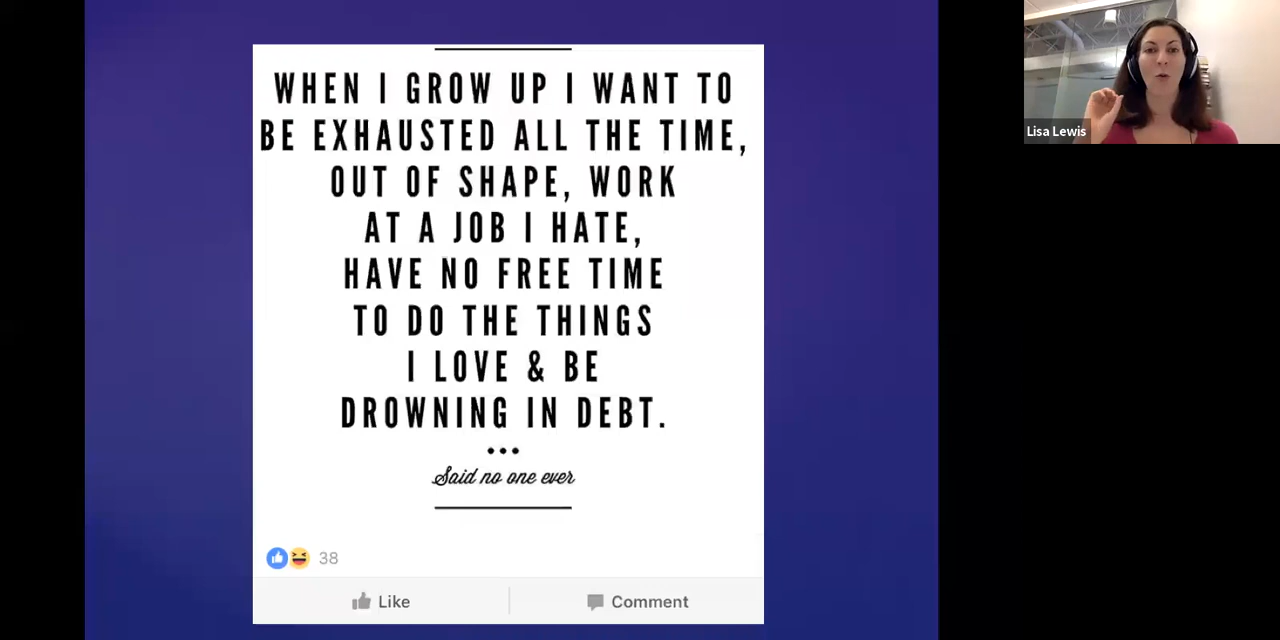 WHEN I GROW UP I WANT TO
BE EXHAUSTED ALL THE TIME,
OUT OF SHAPE, WORK
AT A JOB I HATE,
HAVE NO FREE TIME
TO DO THE THINGS
I LOVE & BE
DROWNING IN DEBT.
...
Said no one ever
38
Like
Comment
Lisa Lewis